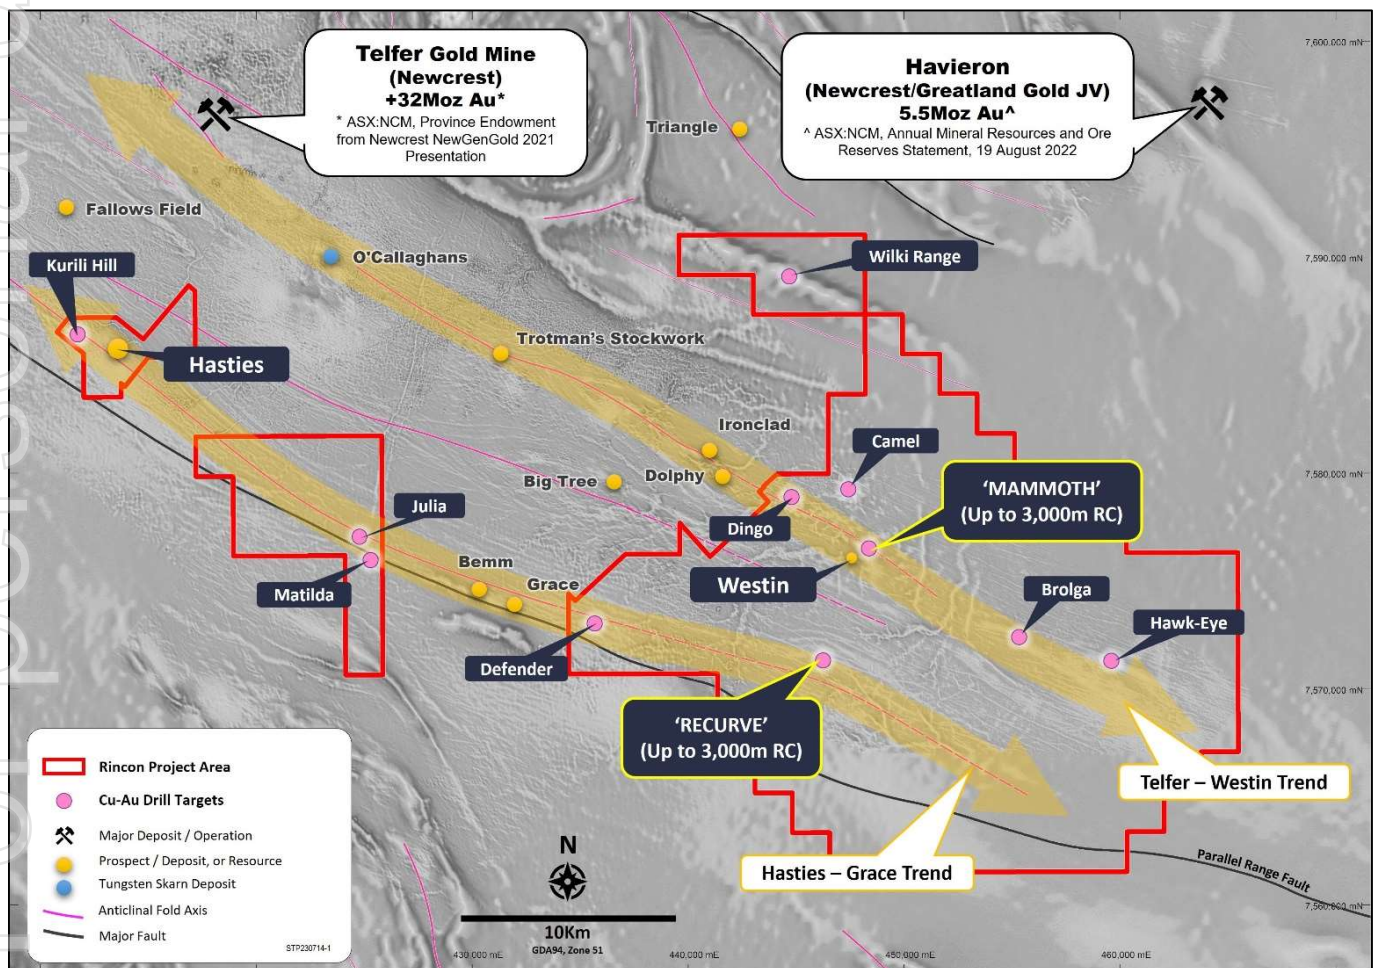 Telfer Gold Mine
(Newcrest)
+32Moz Au*
* ASX:NCM, Province Endowment
from Newcrest NewGenGold 2021
Presentation
Havieron
(Newcrest/Greatland Gold JV)
5.5Moz Au^
^ ASX:NCM, Annual Mineral Resources and Ore
Reserves Statement, 19 August 2022
7,600,000 mN
Triangle
Fallows Field
Kurili Hill
O'Callaghans
Wilki Range
7,590,000 mN
Hasties
Trotman's Stockwork
Ironclad
Camel
Big Tree
Dolphy
7,580,000 mN
'MAMMOTH'
(Up to 3,000m RC)
Julia
Dingo
Matilda
Bemm
Grace
Westin
Brolga
Hawk-Eye
Defender
7,570,000 mN
'RECURVE'
(Up to 3,000m RC)
Telfer – Westin Trend
Hasties – Grace Trend
Parallel Range Fault
7,560,000 mN
Rincon Project Area
Cu-Au Drill Targets
Major Deposit / Operation
Prospect / Deposit, or Resource
Tungsten Skarn Deposit
Anticlinal Fold Axis
Major Fault
STP230714-1
N
10Km
GDA94, Zone 51
430,000 mE
440,000 mE
450,000 mE
460,000 mE